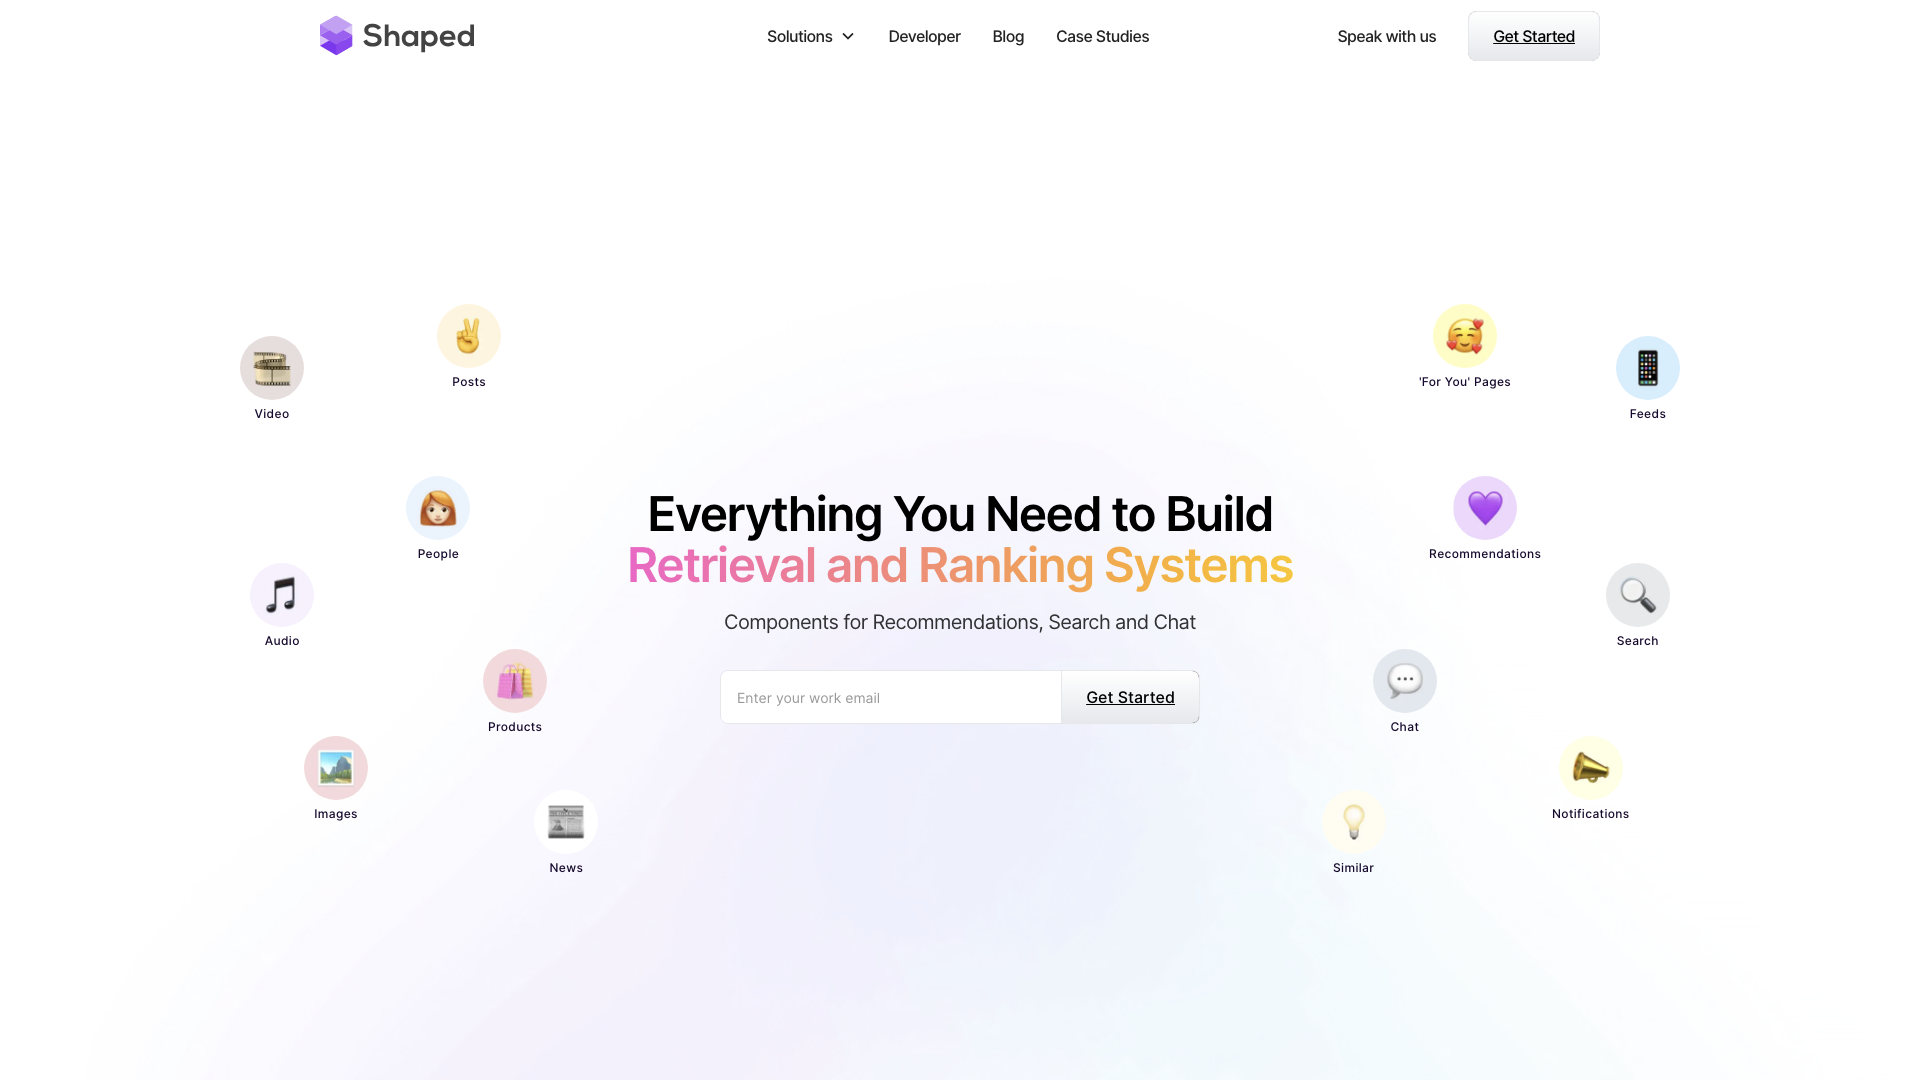 Shaped
Solutions
Developer
Blog
Case Studies
Speak with us
Get Started
Posts
'For You' Pages
Video
Feeds
Everything You Need to Build
Retrieval and Ranking Systems
People
Recommendations
Components for Recommendations, Search and Chat
Audio
Search
Enter your work email
Get Started
Products
Chat
Images
Notifications
News
Similar